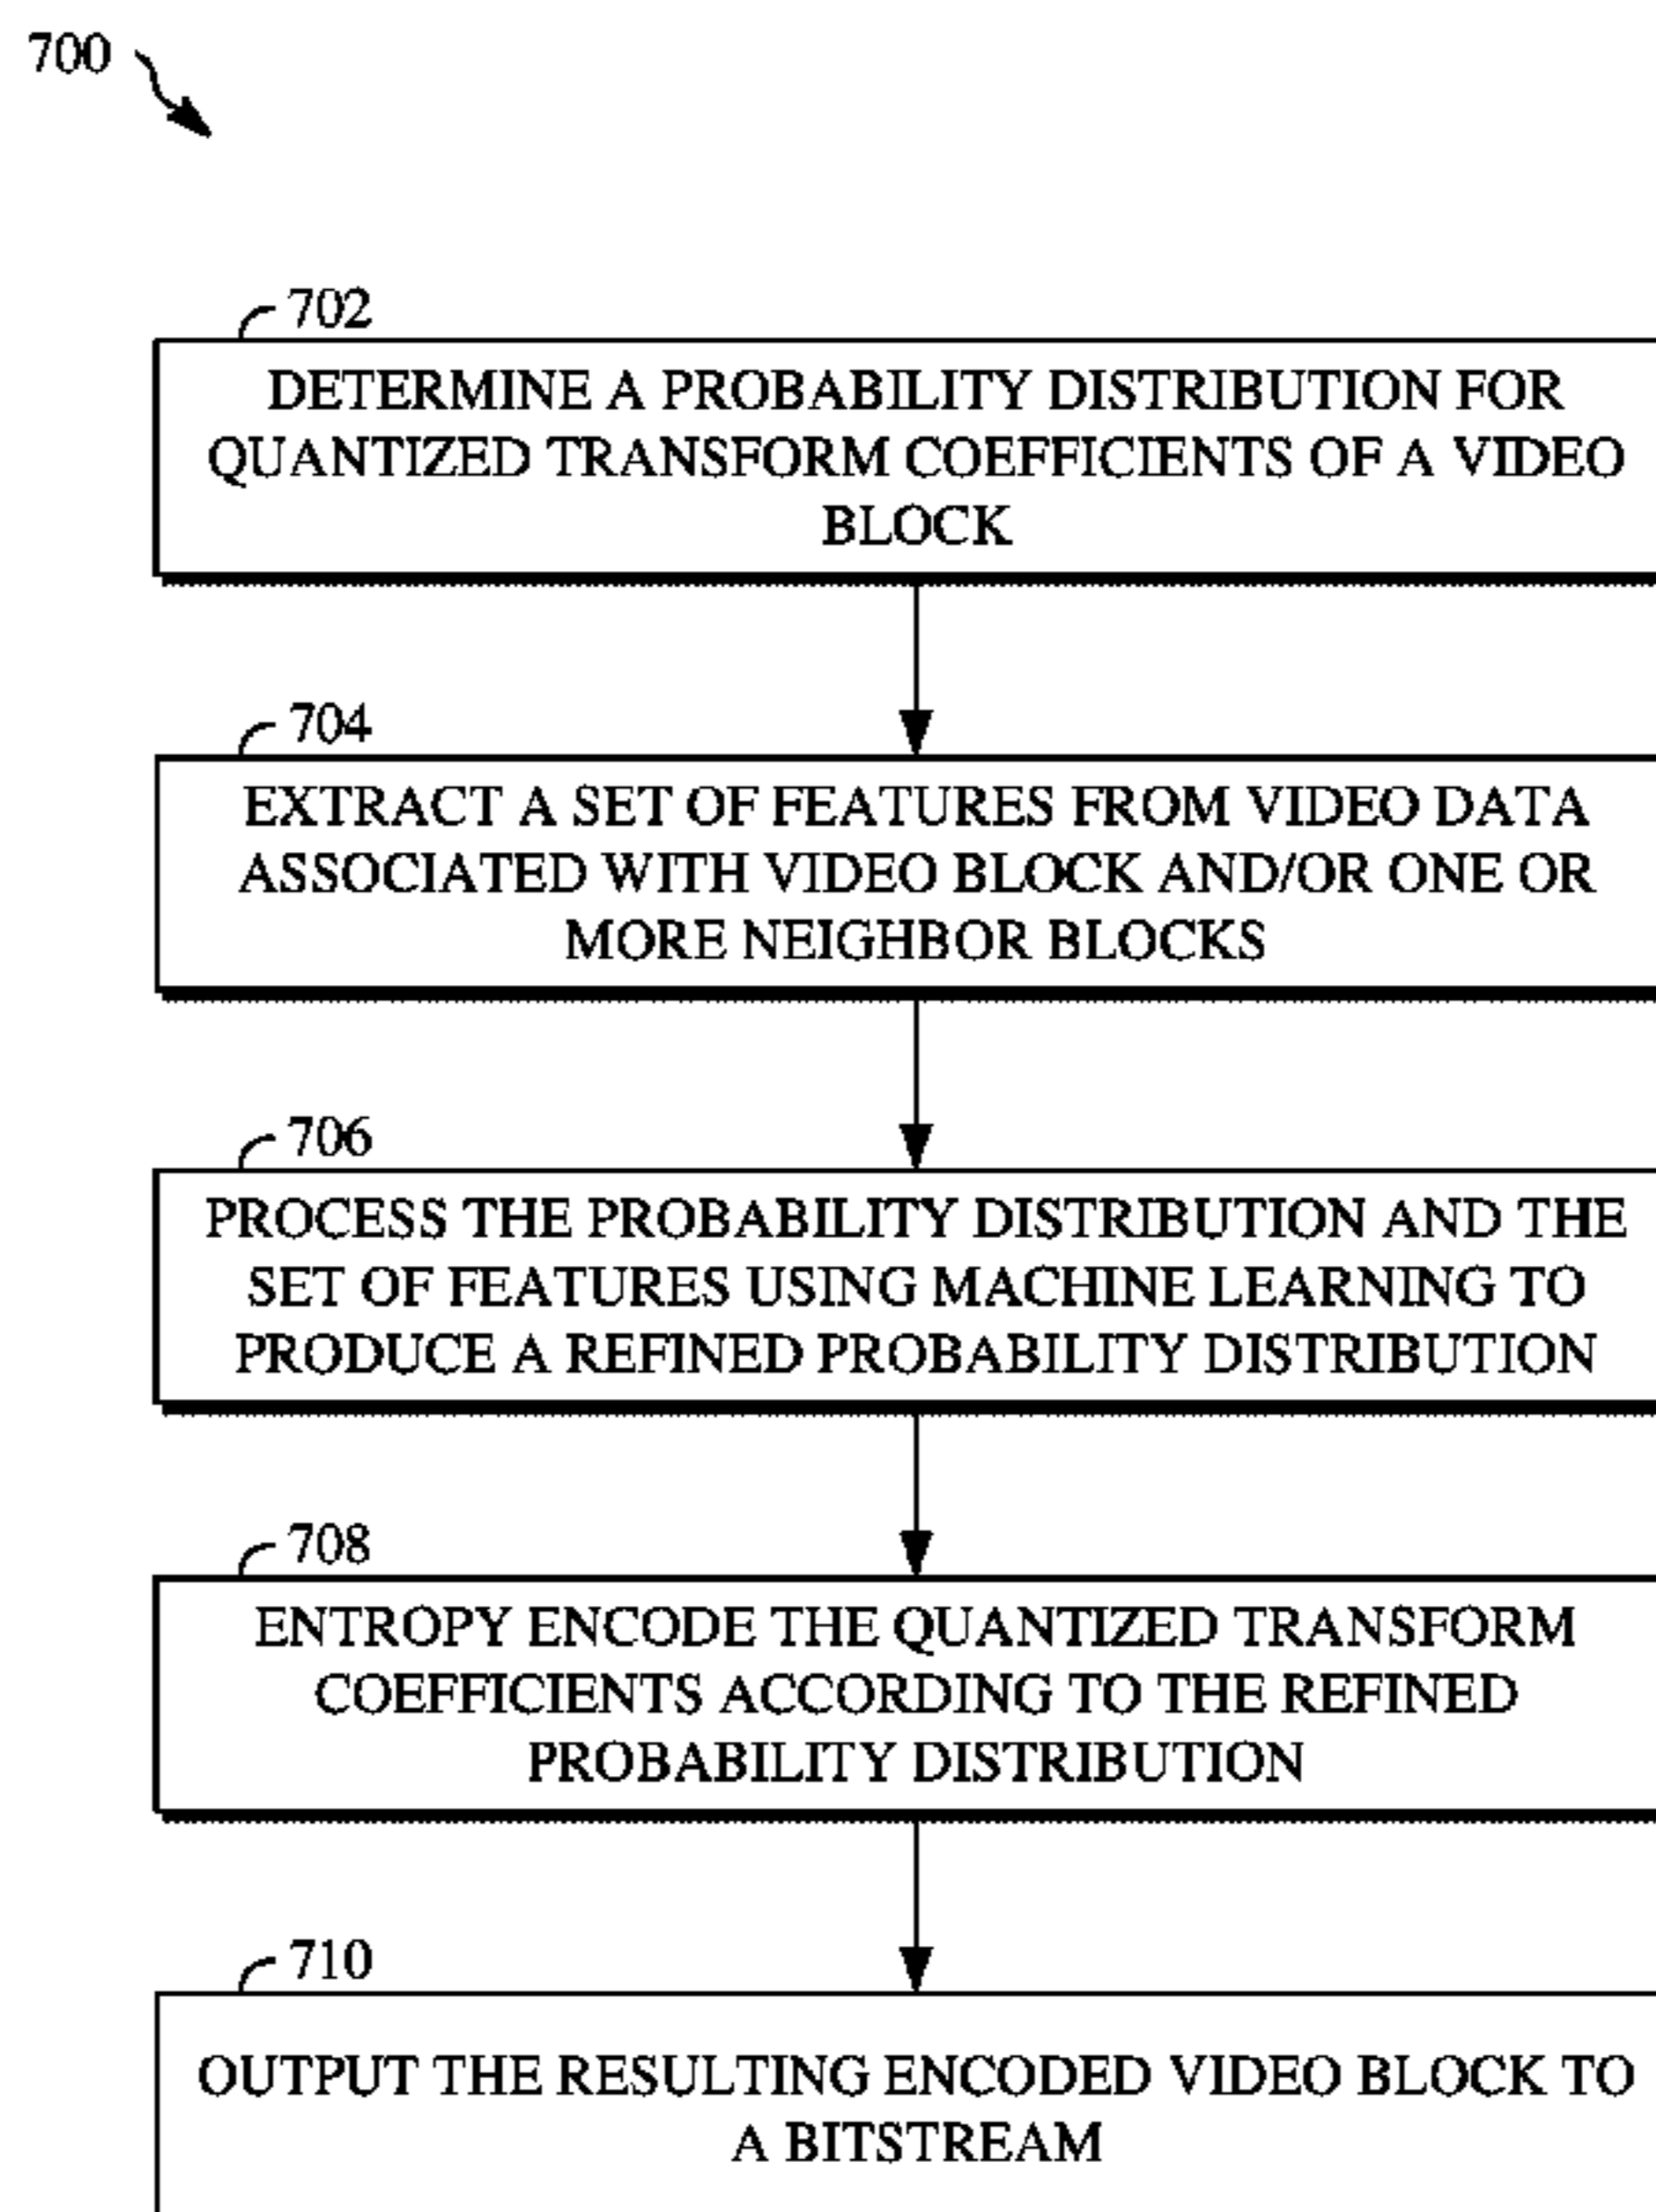 700
702
DETERMINE A PROBABILITY DISTRIBUTION FOR
QUANTIZED TRANSFORM COEFFICIENTS OF A VIDEO
BLOCK
704
EXTRACT A SET OF FEATURES FROM VIDEO DATA
ASSOCIATED WITH VIDEO BLOCK AND/OR ONE OR
MORE NEIGHBOR BLOCKS
706
PROCESS THE PROBABILITY DISTRIBUTION AND THE
SET OF FEATURES USING MACHINE LEARNING TO
PRODUCE A REFINED PROBABILITY DISTRIBUTION
708
ENTROPY ENCODE THE QUANTIZED TRANSFORM
COEFFICIENTS ACCORDING TO THE REFINED
PROBABILITY DISTRIBUTION
710
OUTPUT THE RESULTING ENCODED VIDEO BLOCK TO
A BITSTREAM